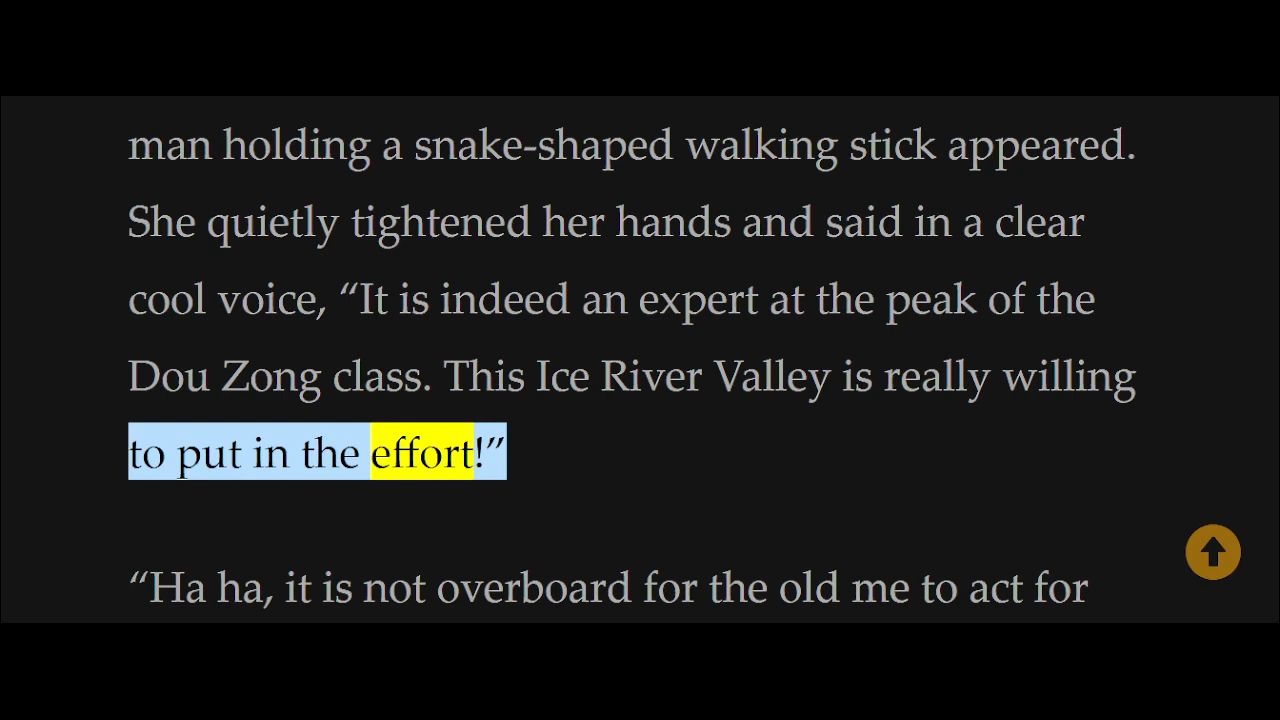 man holding a snake-shaped walking stick appeared.
She quietly tightened her hands and said in a clear
cool voice, “It is indeed an expert at the peak of the
Dou Zong class. This Ice River Valley is really willing
to put in the effort!”
“Ha ha, it is not overboard for the old me to act for